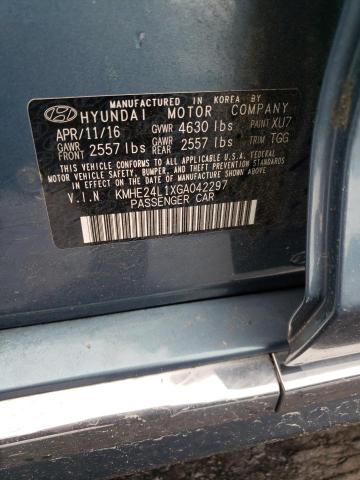 MANUFACTURED IN KOREA BY
HYUNDAI MOTOR COMPANY
APR/11/16 GVWR 4630 lbs PAINT XU7
GAWR FRONT 2557 lbs GAWR REAR 2557 lbs TRIM TGG
THIS VEHICLE CONFORMS TO ALL APPLICABLE U.S.A. FEDERAL
MOTOR VEHICLE SAFETY, BUMPER, AND THEFT PREVENTION
STANDARDS IN EFFECT ON THE DATE OF MANUFACTURE SHOWN ABOVE.
V.I.N KMHE24L1XGA042297
PASSENGER CAR